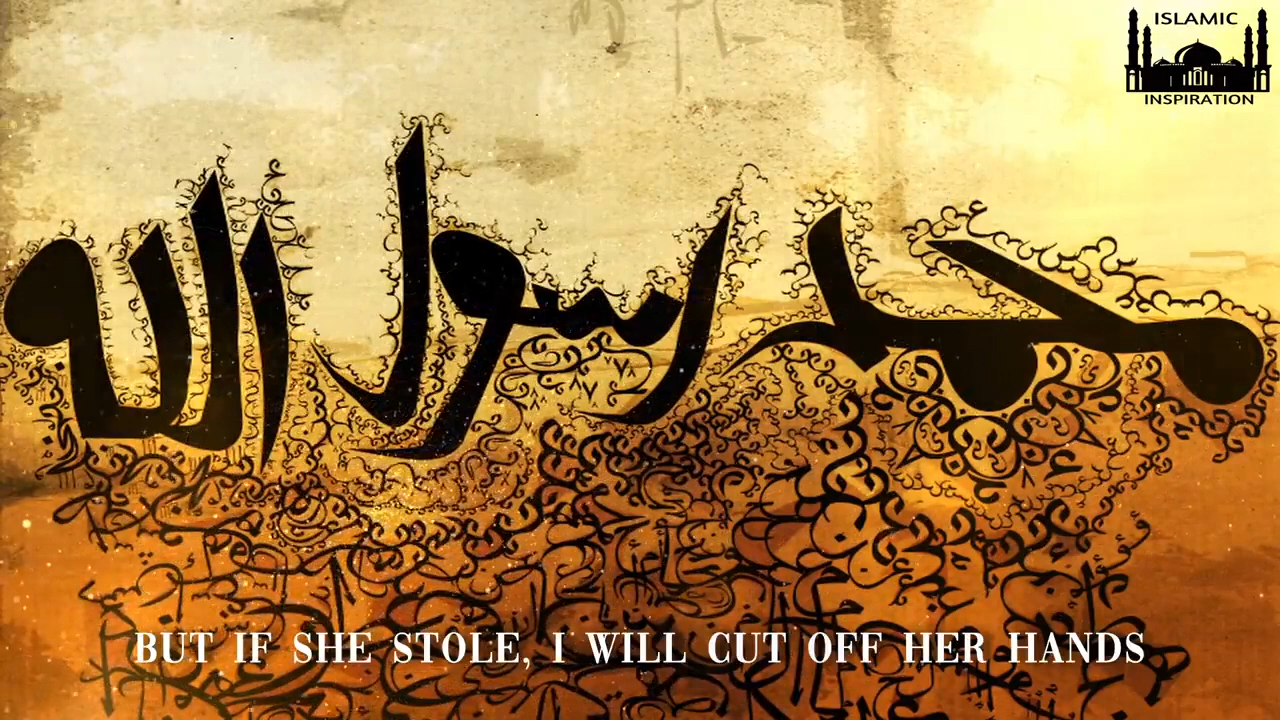 ISLAMIC
INSPIRATION
محمد رسول الله
BUT IF SHE STOLE, I WILL CUT OFF HER HANDS